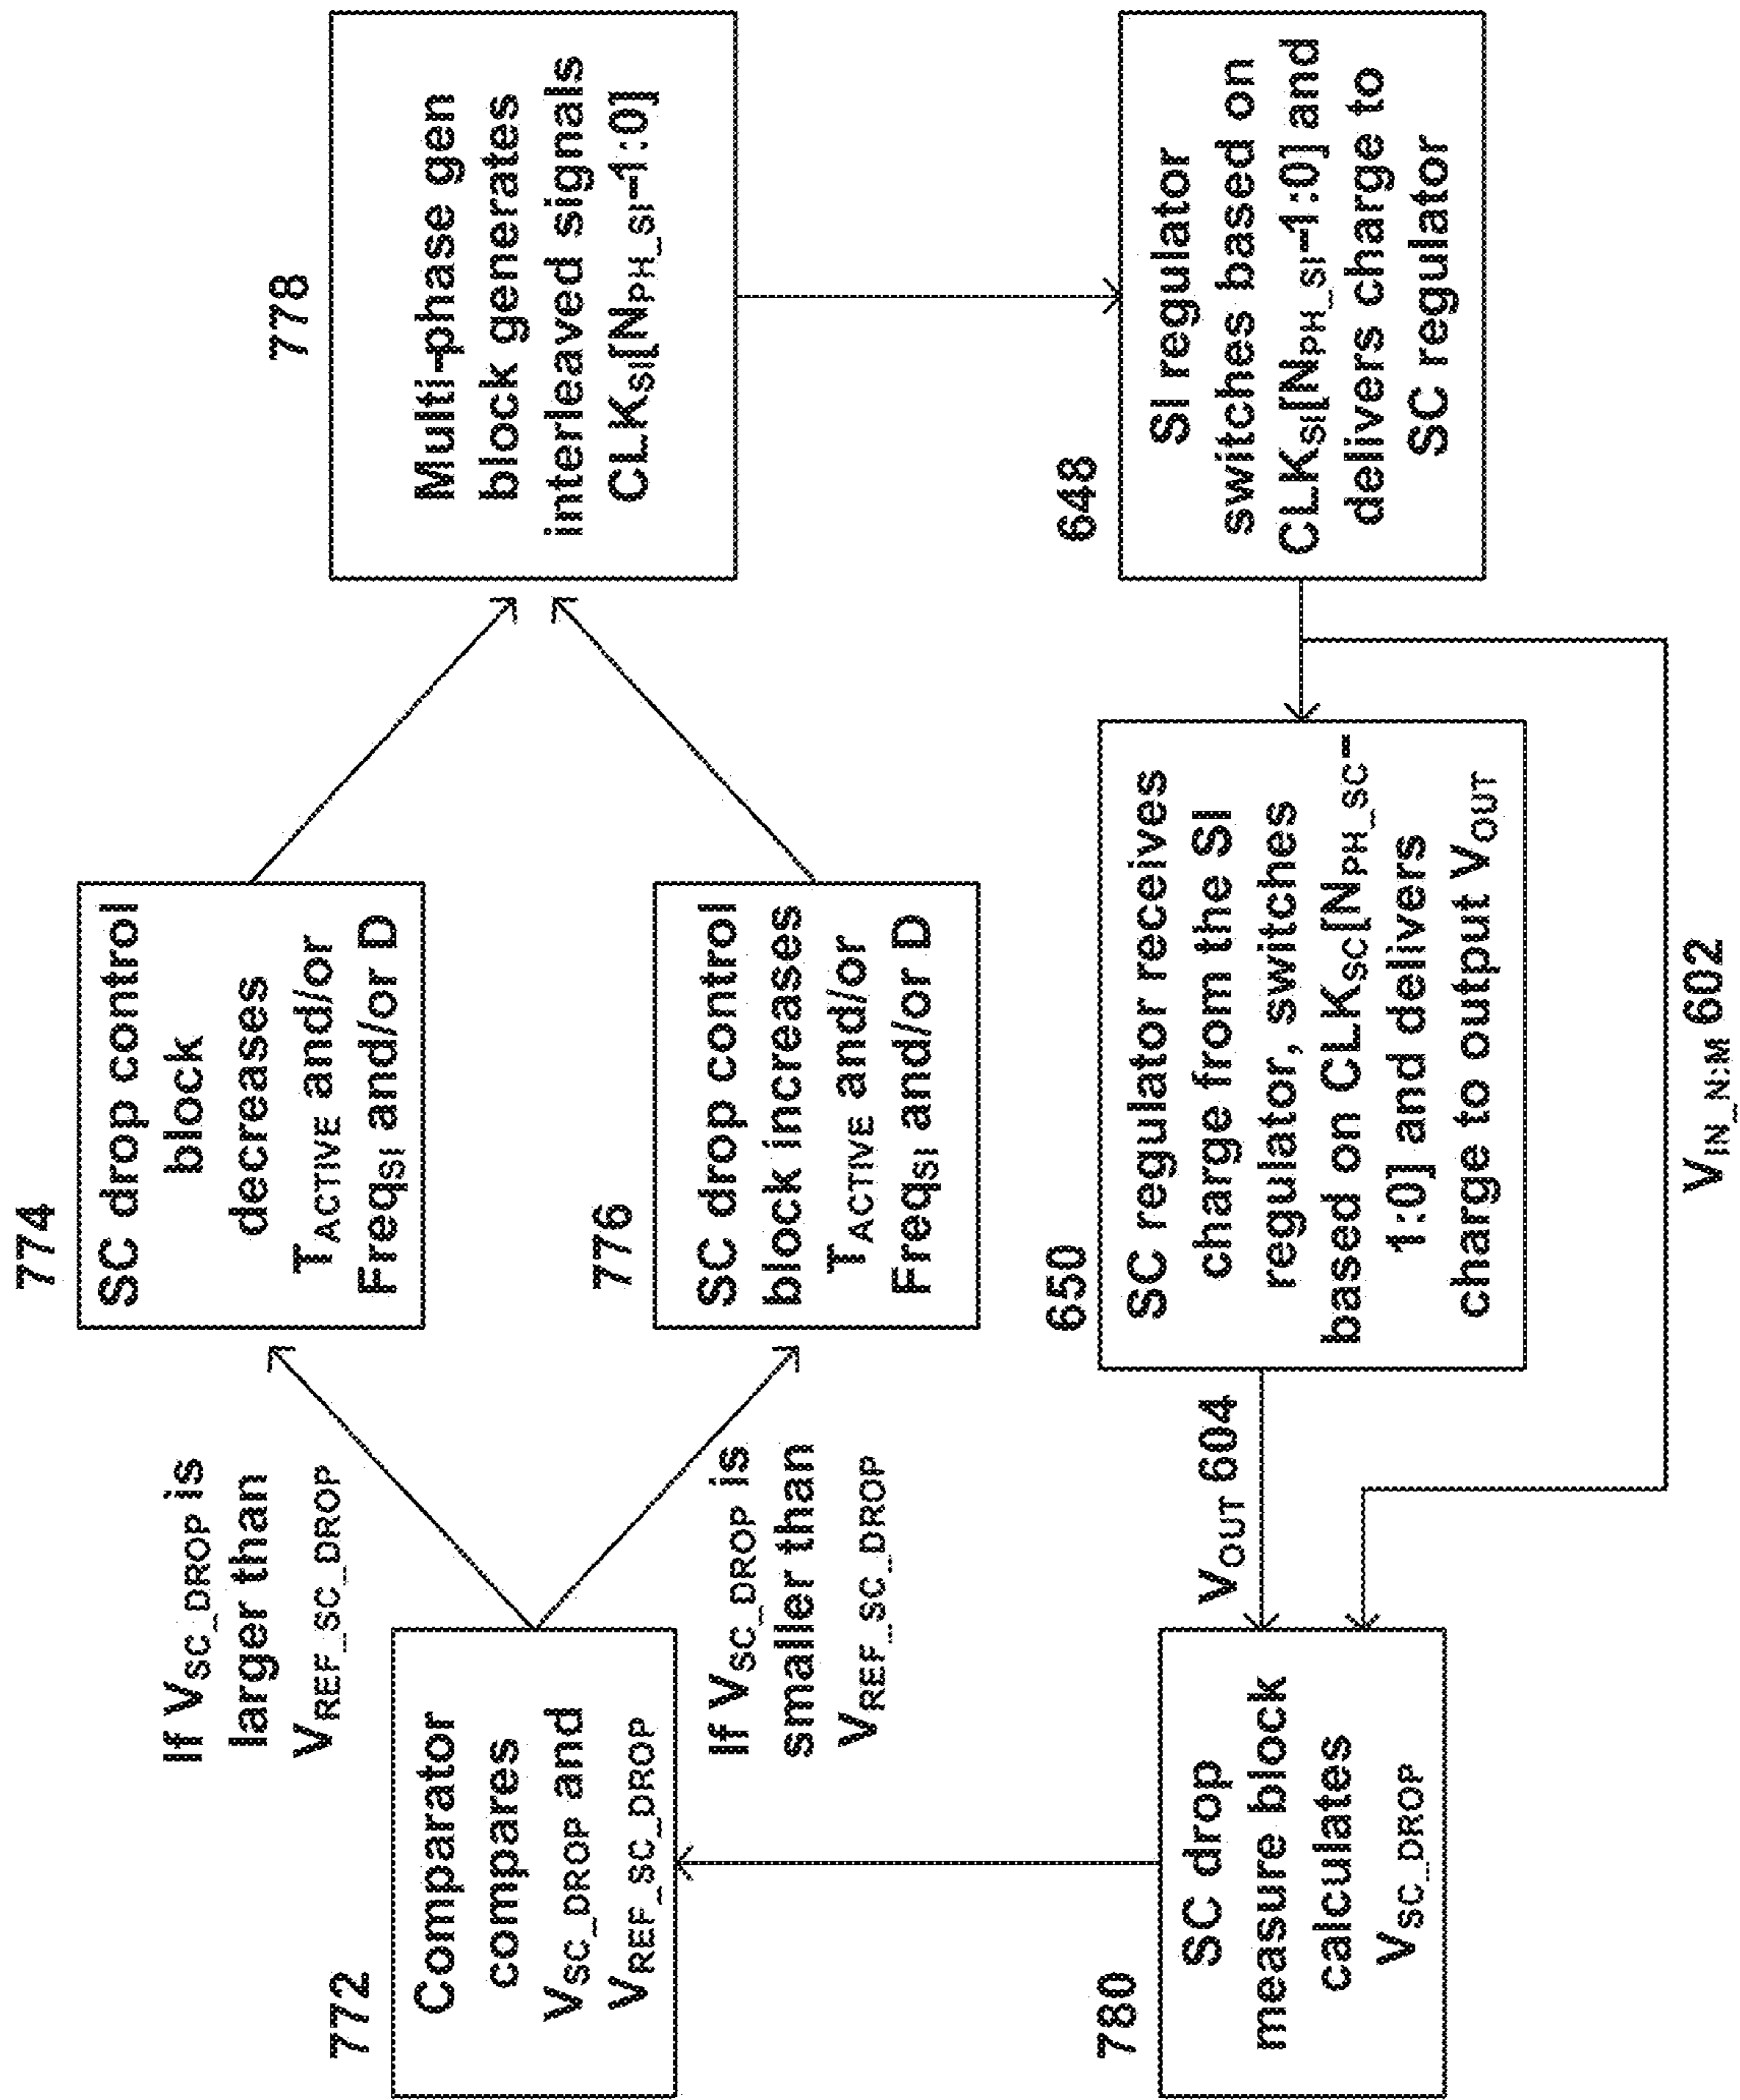 772
Comparator
compares
VSC_DROP and
VREF_SC_DROP
If VSC_DROP is
larger than
VREF_SC_DROP
If VSC_DROP is
smaller than
VREF_SC_DROP
774
SC drop control
block
decreases
TACTIVE and/or
FreqSI and/or D
776
SC drop control
block increases
TACTIVE and/or
FreqSI and/or D
778
Multi-phase gen
block generates
interleaved signals
CLKSI[NPH_SI-1:0]
648
SI regulator
switches based on
CLKSI[NPH_SI-1:0] and
delivers charge to
SC regulator
650
SC regulator receives
charge from the SI
regulator, switches
based on CLKSC[NPH_SC-
1:0] and delivers
charge to output VOUT
VOUT 604
VIN_N:M 602
780
SC drop
measure block
calculates
VSC_DROP